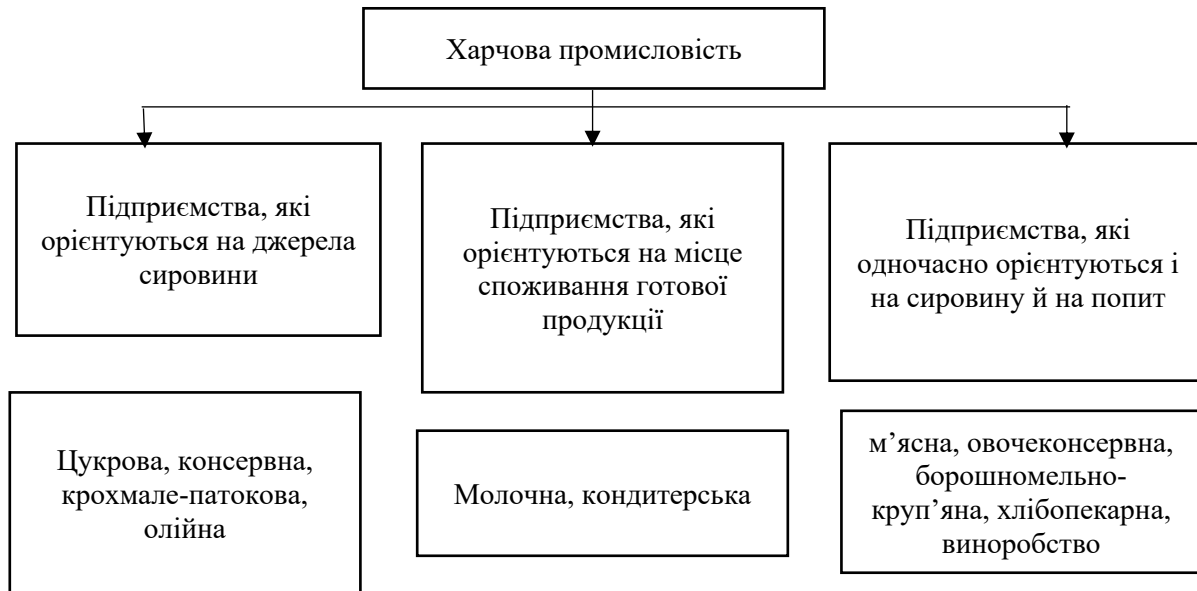 Харчова промисловість
Підприємства, які
орієнтуються на джерела
сировини
Підприємства, які
орієнтуються на місце
споживання готової
продукції
Підприємства, які
одночасно орієнтуються і
на сировину й на попит
Цукрова, консервна,
крохмале-патокова,
олійна
Молочна, кондитерська
м’ясна, овочеконсервна,
борошномельно-
круп’яна, хлібопекарна,
виноробство